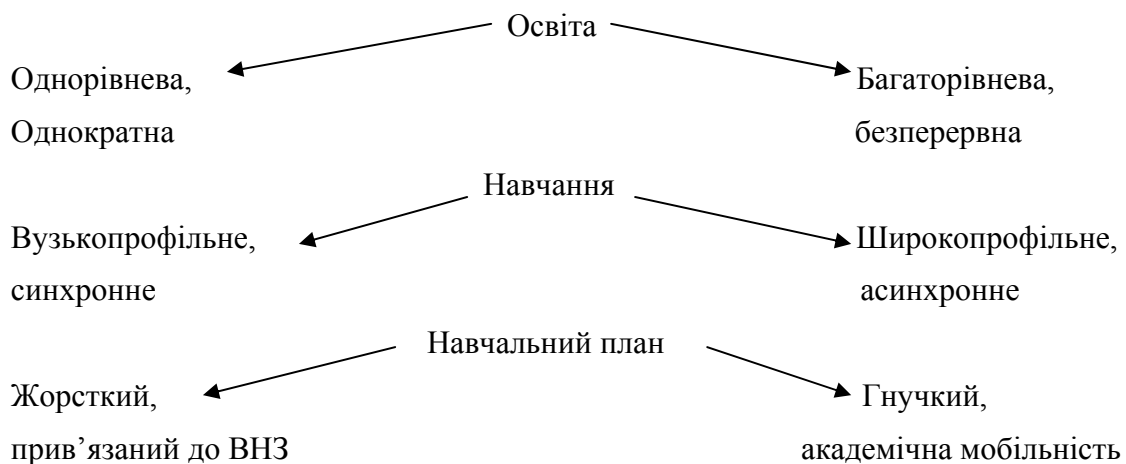 Освіта
Однорівнева, Багаторівнева,
Однократна безперервна
Навчання
Вузькопрофільне, Широкопрофільне,
синхронне асинхронне
Навчальний план
Жорсткий, Гнучкий,
прив’язаний до ВНЗ академічна мобільність